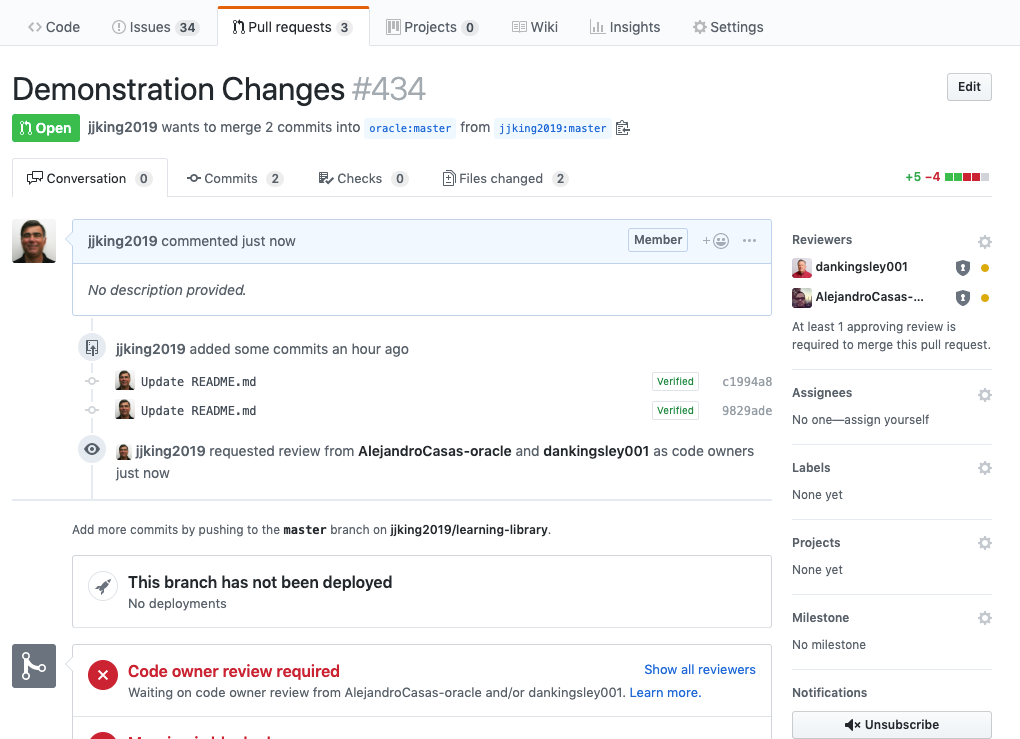 Code Issues 34 Pull requests 3 Projects 0 Wiki Insights Settings
Demonstration Changes #434
Edit
Open jjking2019 wants to merge 2 commits into oracle:master from jjking2019:master
Conversation 0 Commits 2 Checks 0 Files changed 2
+5 −4
jjking2019 commented just now
Member
No description provided.
jjking2019 added some commits an hour ago
Update README.md Verified c1994a8
Update README.md Verified 9829ade
jjking2019 requested review from AlejandroCasas-oracle and dankingsley001 as code owners
just now
Add more commits by pushing to the master branch on jjking2019/learning-library.
This branch has not been deployed
No deployments
Code owner review required
Show all reviewers
Waiting on code owner review from AlejandroCasas-oracle and/or dankingsley001. Learn more.
Reviewers
dankingsley001
AlejandroCasas-...
At least 1 approving review is
required to merge this pull request.
Assignees
No one—assign yourself
Labels
None yet
Projects
None yet
Milestone
No milestone
Notifications
Unsubscribe